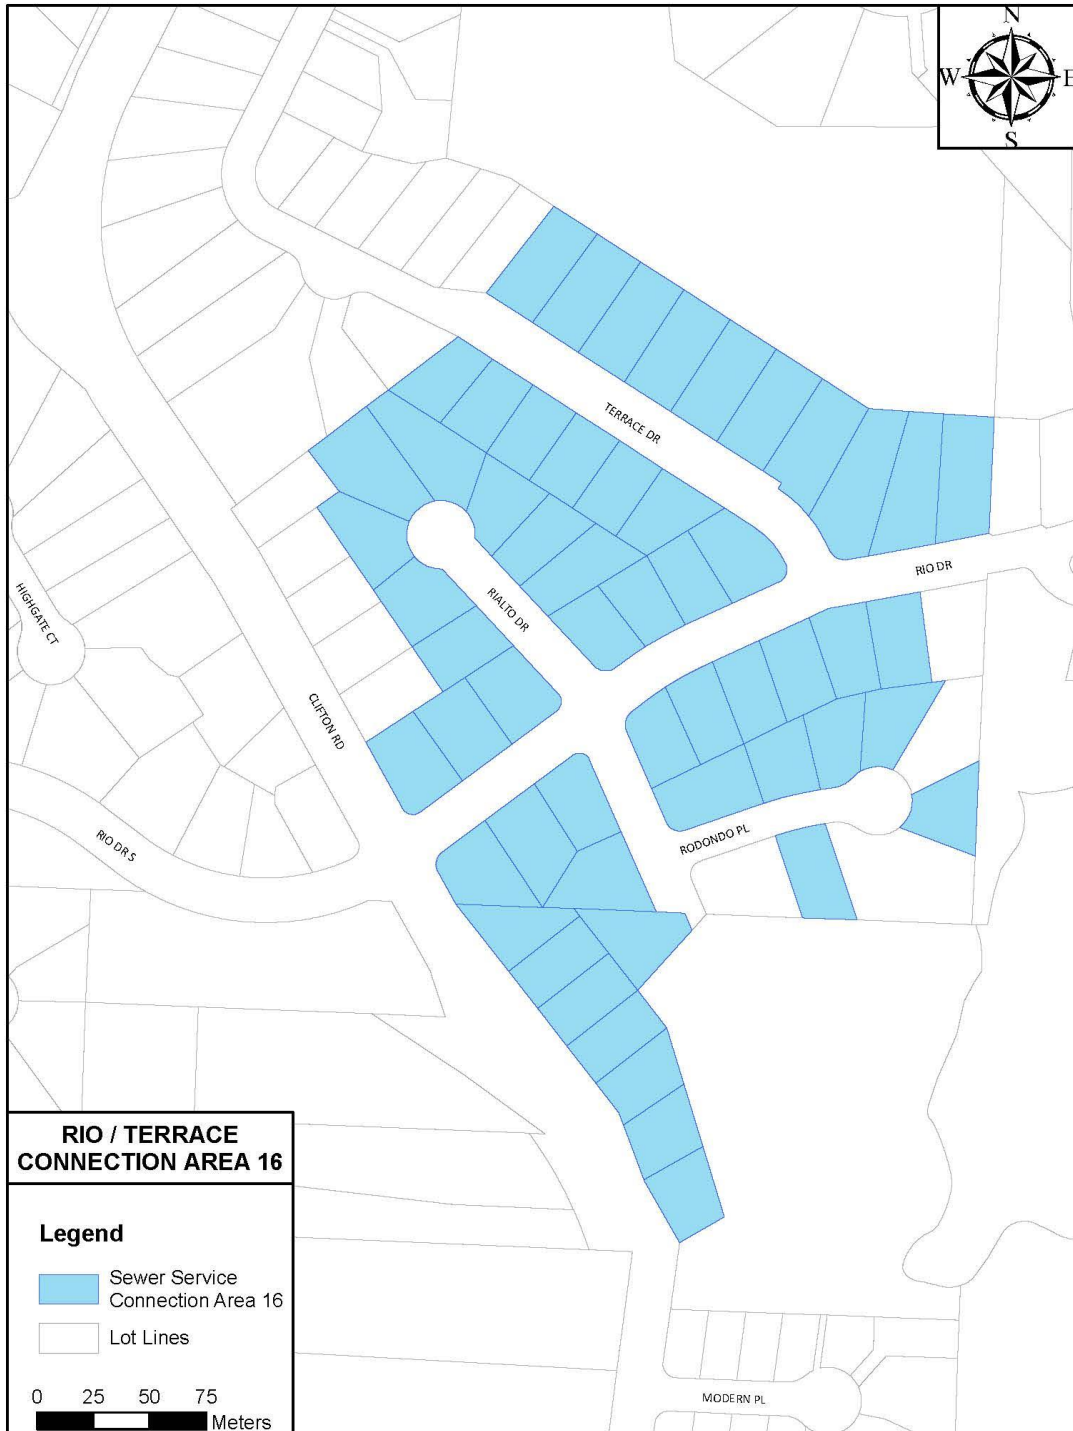 N
W E
S
TERRACE DR
RIO DR
HIGHGATE CT
RIALTO DR
CLIFTON RD
RIO DR S
RODONDO PL
RIO / TERRACE
CONNECTION AREA 16
Legend
Sewer Service
Connection Area 16
Lot Lines
0 25 50 75
Meters
MODERN PL